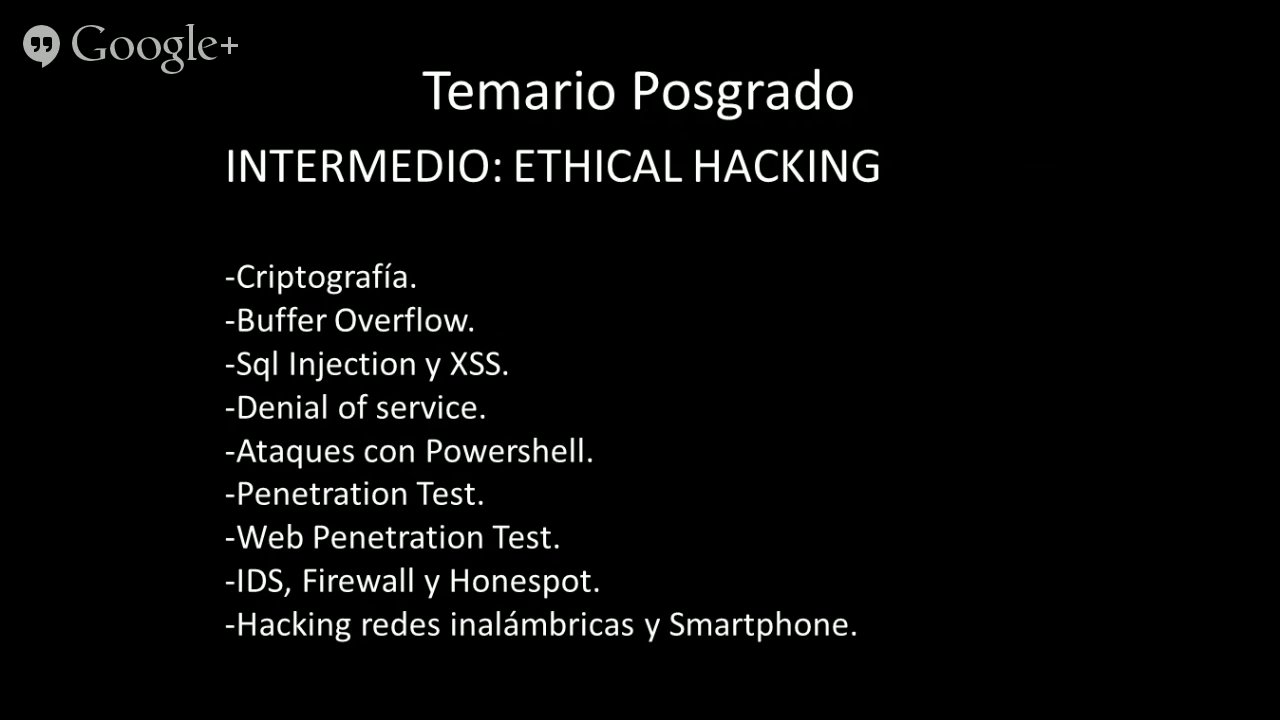 Google+
Temario Posgrado
INTERMEDIO: ETHICAL HACKING
-Criptografía.
-Buffer Overflow.
-Sql Injection y XSS.
-Denial of service.
-Ataques con Powershell.
-Penetration Test.
-Web Penetration Test.
-IDS, Firewall y Honespot.
-Hacking redes inalámbricas y Smartphone.